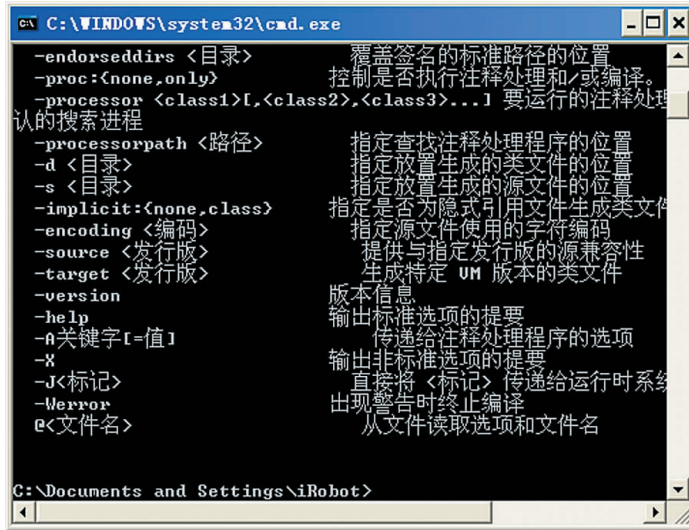 C:\WINDOWS\system32\cmd.exe
-endorseddirs <目录> 覆盖签名的标准路径的位置
-proc:{none,only} 控制是否执行注释处理和/或编译。
-processor <class1>[,<class2>,<class3>...] 要运行的注释处理
认的搜索进程
-processorpath <路径> 指定查找注释处理程序的位置
-d <目录> 指定放置生成的类文件的位置
-s <目录> 指定放置生成的源文件的位置
-implicit:{none,class} 指定是否为隐式引用文件生成类文件
-encoding <编码> 指定源文件使用的字符编码
-source <发行版> 提供与指定发行版的源兼容性
-target <发行版> 生成特定 VM 版本的类文件
-version 版本信息
-help 输出标准选项的提要
-A关键字[=值] 传递给注释处理程序的选项
-X 输出非标准选项的提要
-J<标记> 直接将 <标记> 传递给运行时系统
-Werror 出现警告时终止编译
@<文件名> 从文件读取选项和文件名
C:\Documents and Settings\iRobot>